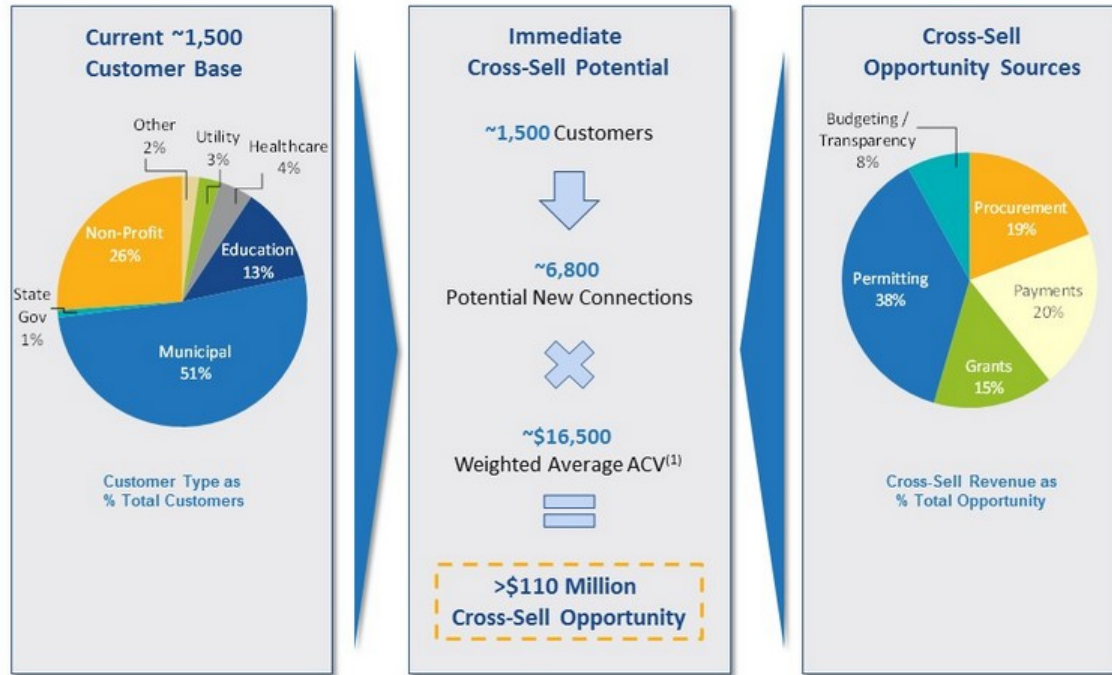 Current ~1,500
Customer Base
Other
2%
Utility
3%
Healthcare
4%
Non-Profit
26%
Education
13%
State
Gov
1%
Municipal
51%
Customer Type as
% Total Customers
Immediate
Cross-Sell Potential
~1,500 Customers
~6,800
Potential New Connections
~$16,500
Weighted Average ACV(1)
>$110 Million
Cross-Sell Opportunity
Cross-Sell
Opportunity Sources
Budgeting /
Transparency
8%
Procurement
19%
Permitting
38%
Payments
20%
Grants
15%
Cross-Sell Revenue as
% Total Opportunity